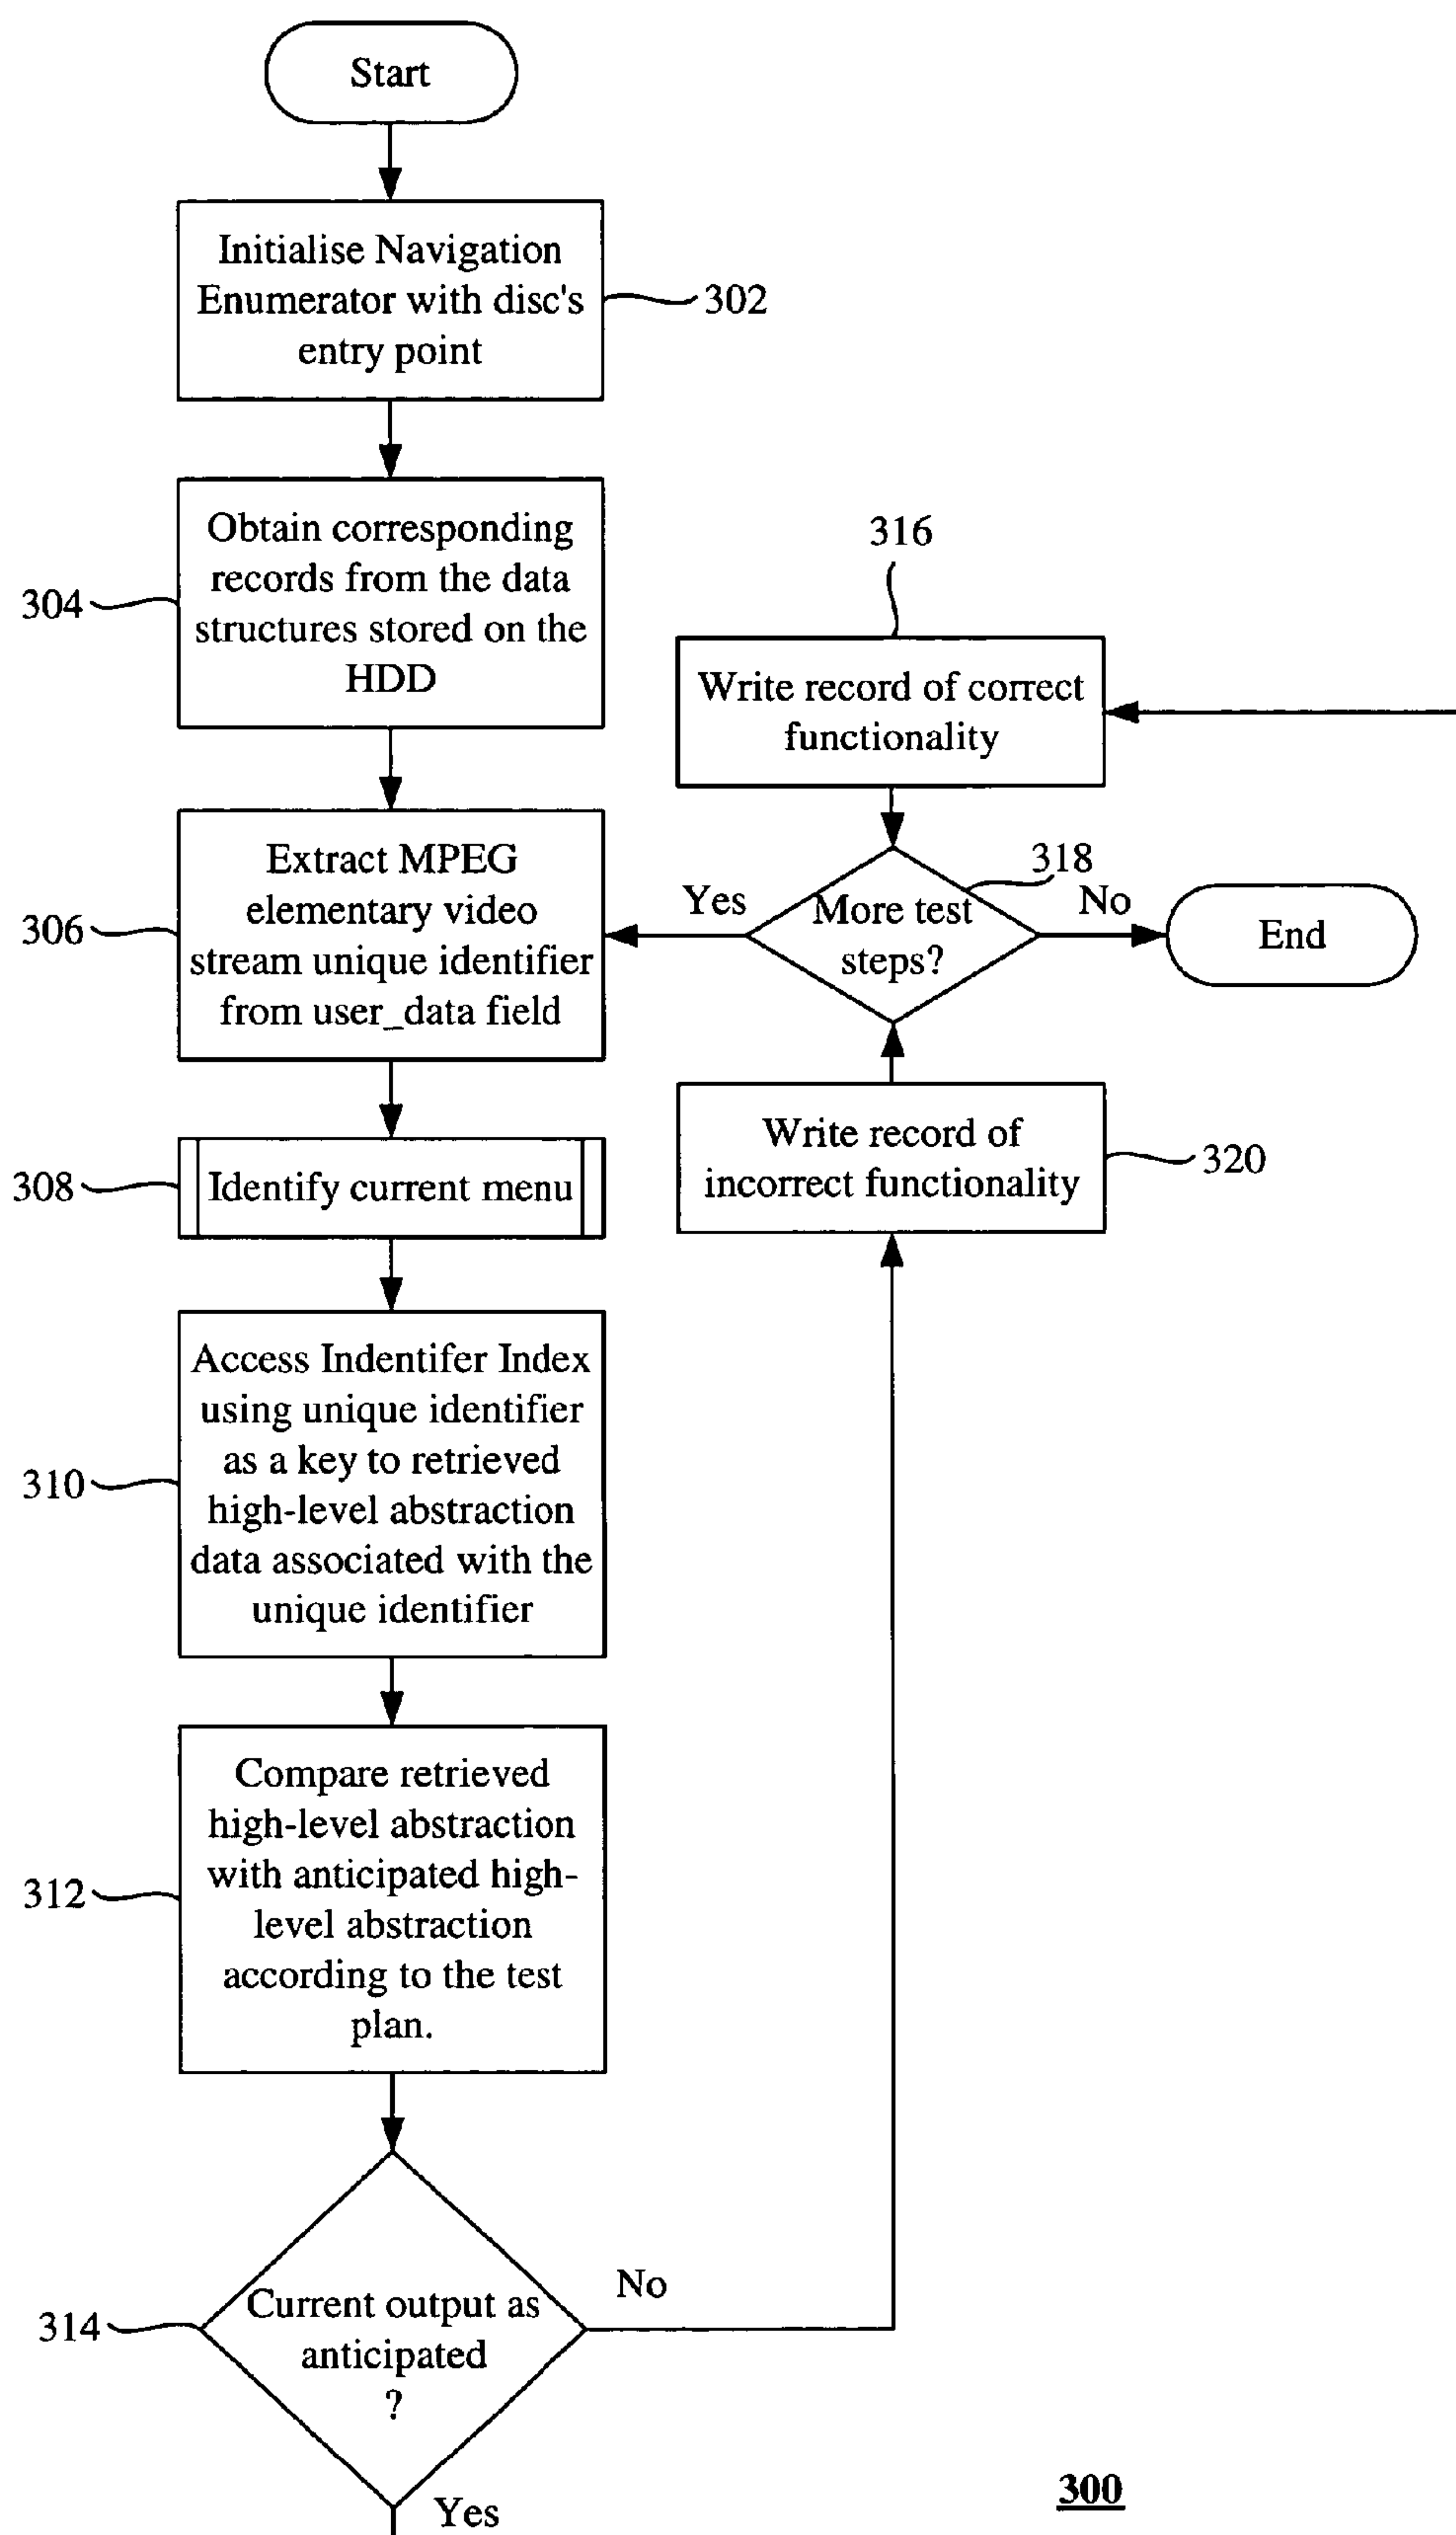 Start
Initialise Navigation
Enumerator with disc's
entry point
302
Obtain corresponding
records from the data
structures stored on the
HDD
304
Extract MPEG
elementary video
stream unique identifier
from user_data field
306
Identify current menu
308
Access Indentifer Index
using unique identifier
as a key to retrieved
high-level abstraction
data associated with the
unique identifier
310
Compare retrieved
high-level abstraction
with anticipated high-
level abstraction
according to the test
plan.
312
Current output as
anticipated
?
314
No
Yes
316
Write record of correct
functionality
318
More test
steps?
Yes
No
End
Write record of
incorrect functionality
320
300